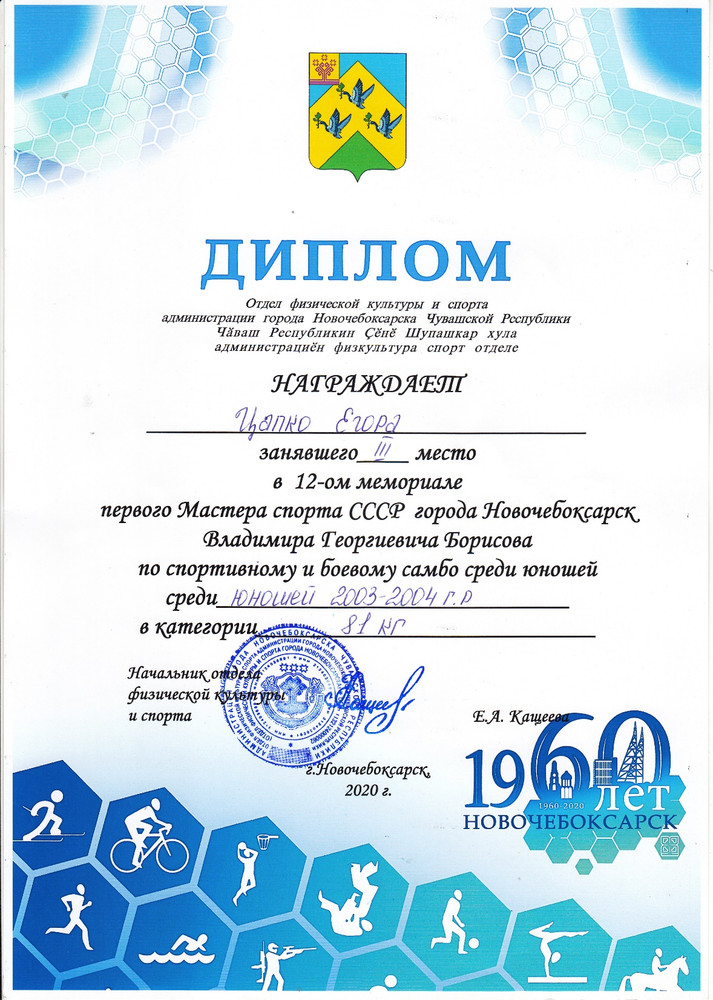 ДИПЛОМ
Отдел физической культуры и спорта
администрации города Новочебоксарска Чувашской Республики
Чӑваш Республикин Ҫӗнӗ Шупашкар хула
администрациӗн физкультура спорт отделе
НАГРАЖДАЕТ
Цапко Егора
занявшего III место
в 12-ом мемориале
первого Мастера спорта СССР города Новочебоксарск
Владимира Георгиевича Борисова
по спортивному и боевому самбо среди юношей
среди юношей 2003-2004 г.р
в категории 81 кг
Начальник отдела
физической культуры
и спорта
Е.А. Кащеева
г.Новочебоксарск,
2020 г.
1960 лет
1960-2020
НОВОЧЕБОКСАРСК